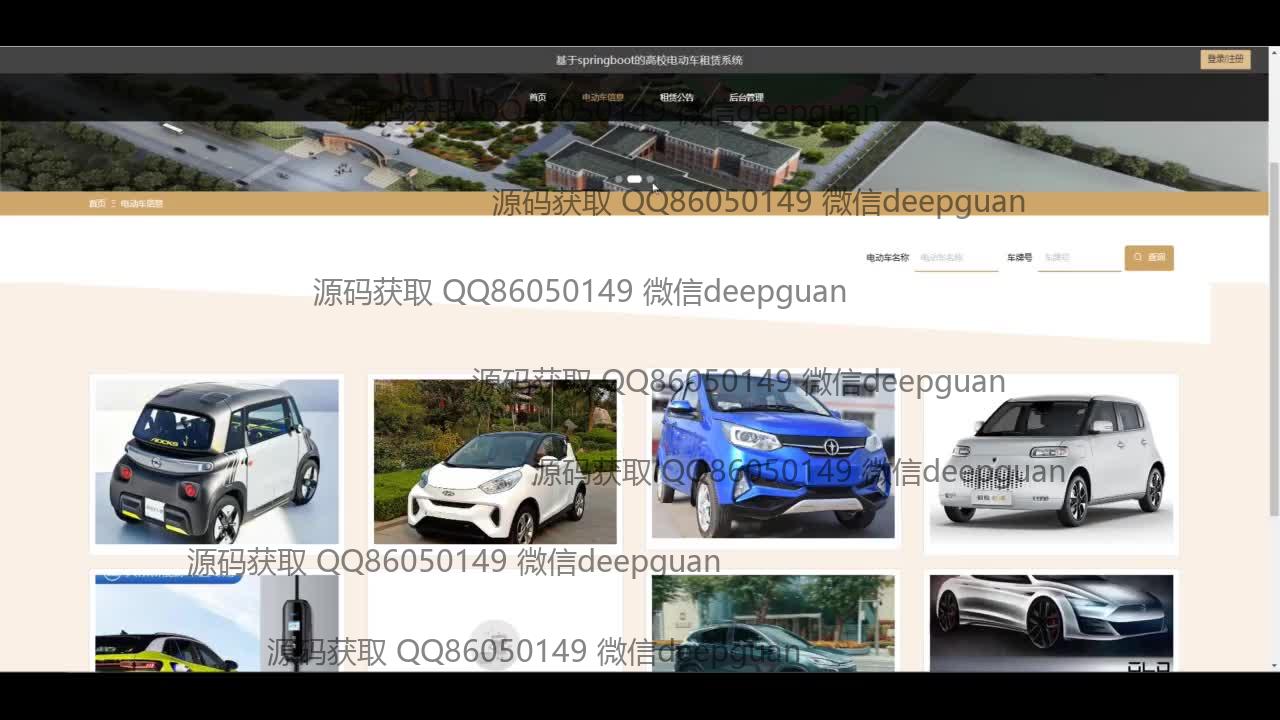 基于springboot的高校电动车租赁系统
登录/注册
首页
电动车信息
租赁公告
后台管理
源码获取 QQ86050149 微信deepguan
首页
电动车信息
源码获取 QQ86050149 微信deepguan
电动车名称
电动车名称
车牌号
车牌号
查询
源码获取 QQ86050149 微信deepguan
源码获取 QQ86050149 微信deepguan
ROCKS
源码获取 QQ86050149 微信deepguan
源码获取 QQ86050149 微信deepguan
源码获取 QQ86050149 微信deepguan